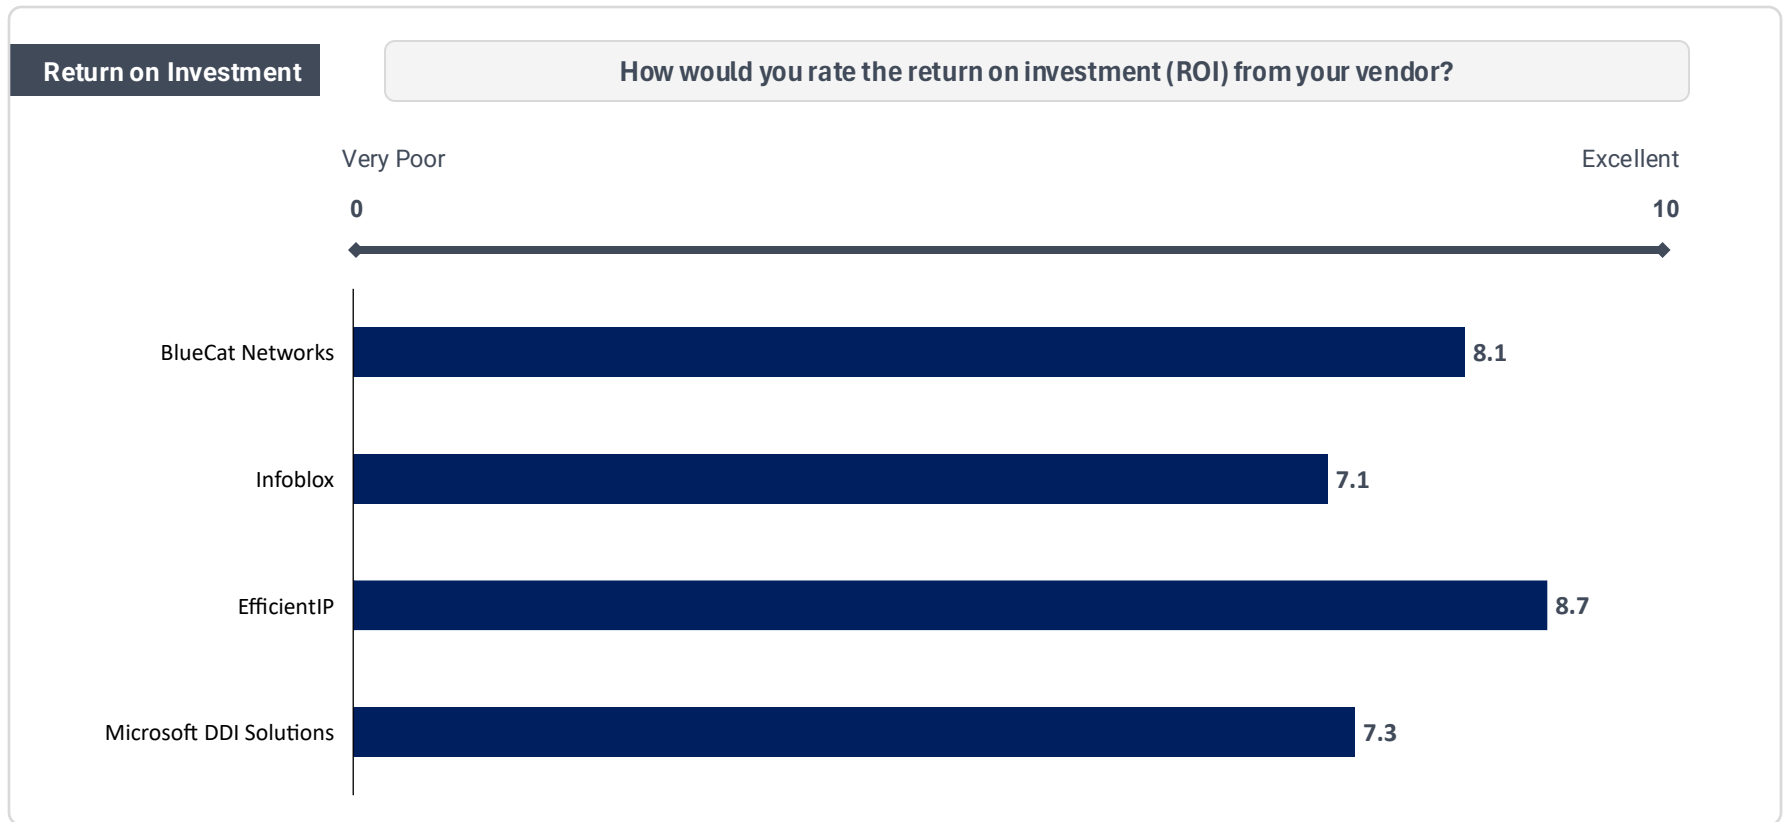 Return on Investment
How would you rate the return on investment (ROI) from your vendor?
Very Poor
Excellent
0
10
BlueCat Networks
8.1
Infoblox
7.1
EfficientIP
8.7
Microsoft DDI Solutions
7.3